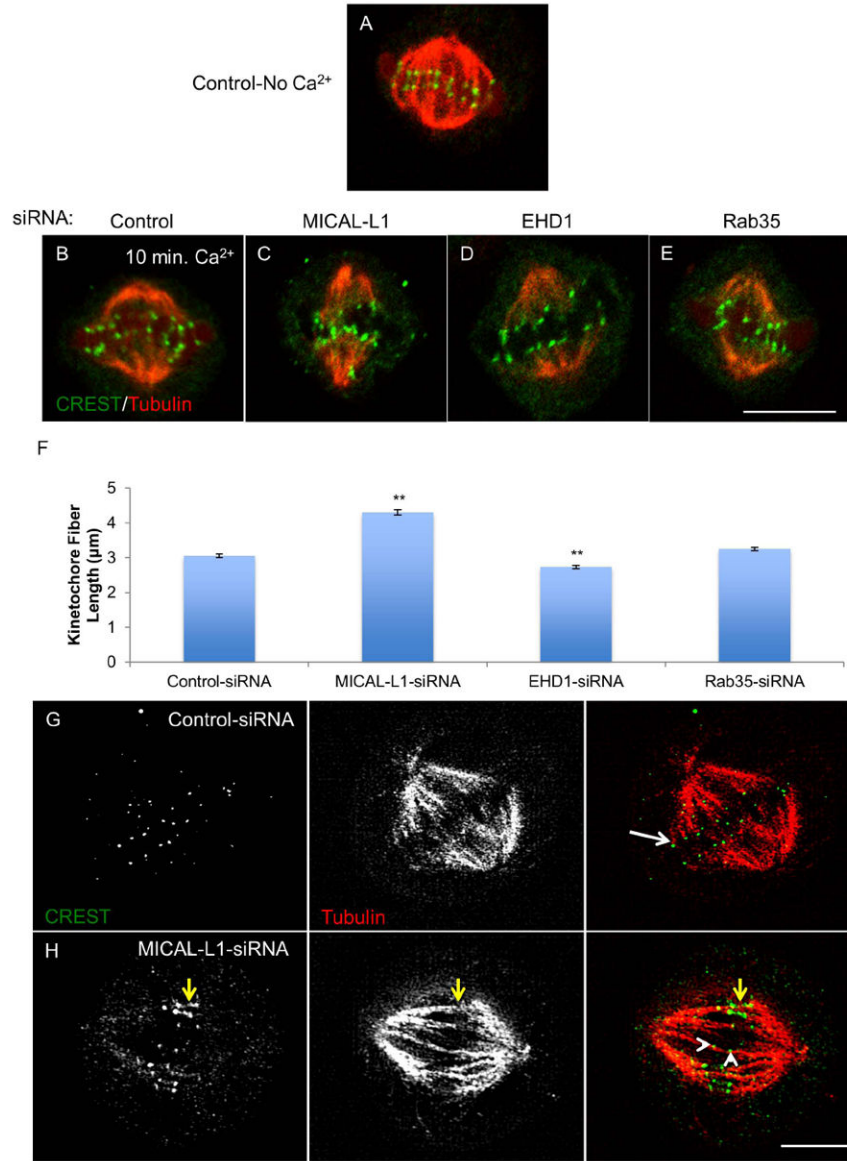 A
Control-No Ca²⁺
siRNA: Control MICAL-L1 EHD1 Rab35
B 10 min. Ca²⁺ C D E
CREST/Tubulin
F
Kinetochore Fiber
Length (µm)
5
4
3
2
1
0
** **
Control-siRNA MICAL-L1-siRNA EHD1-siRNA Rab35-siRNA
G Control-siRNA
CREST Tubulin
H MICAL-L1-siRNA